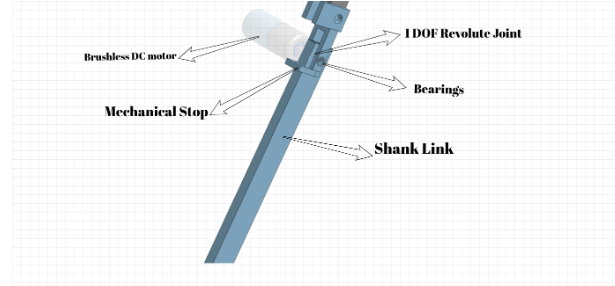 1 DOF Revolute Joint
Brushless DC motor
Bearings
Mechanical Stop
Shank Link